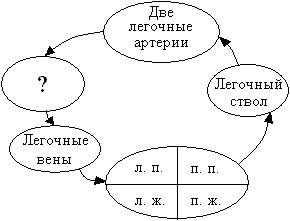 Две
легочные
артерии
?
Легочный
ствол
Легочные
вены
л. п. п. п.
л. ж. п. ж.